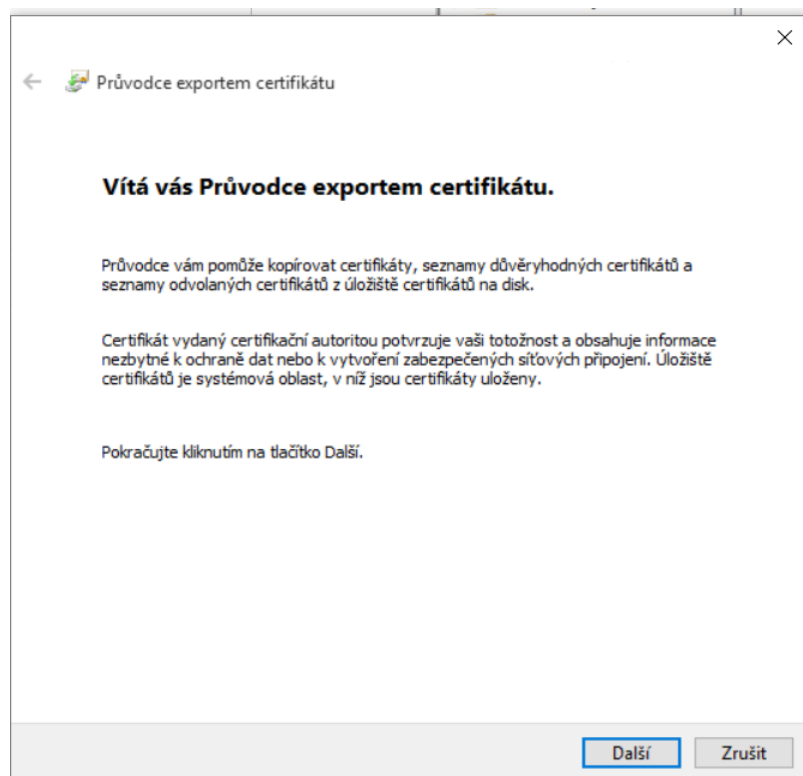 Průvodce exportem certifikátu
Vítá vás Průvodce exportem certifikátu.
Průvodce vám pomůže kopírovat certifikáty, seznamy důvěryhodných certifikátů a
seznamy odvolaných certifikátů z úložiště certifikátů na disk.
Certifikát vydaný certifikační autoritou potvrzuje vaši totožnost a obsahuje informace
nezbytné k ochraně dat nebo k vytvoření zabezpečených síťových připojení. Úložiště
certifikátů je systémová oblast, v níž jsou certifikáty uloženy.
Pokračujte kliknutím na tlačítko Další.
Další Zrušit